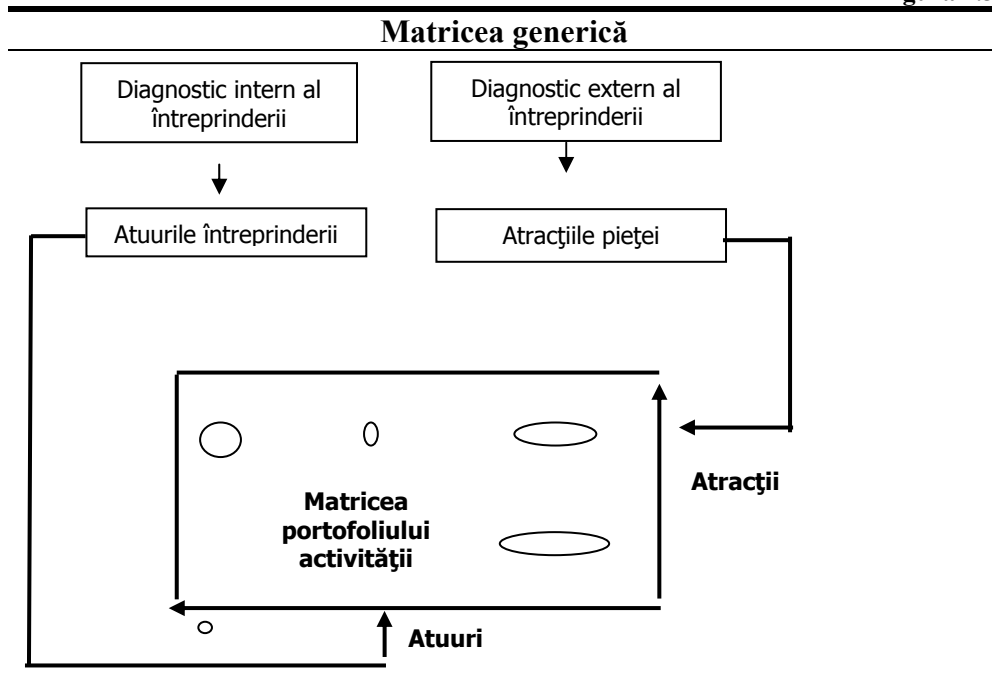 Matricea generică
Diagnostic intern al
întreprinderii
Diagnostic extern al
întreprinderii
Atuurile întreprinderii
Atracţiile pieţei
Atracţii
Matricea
portofoliului
activităţii
Atuuri